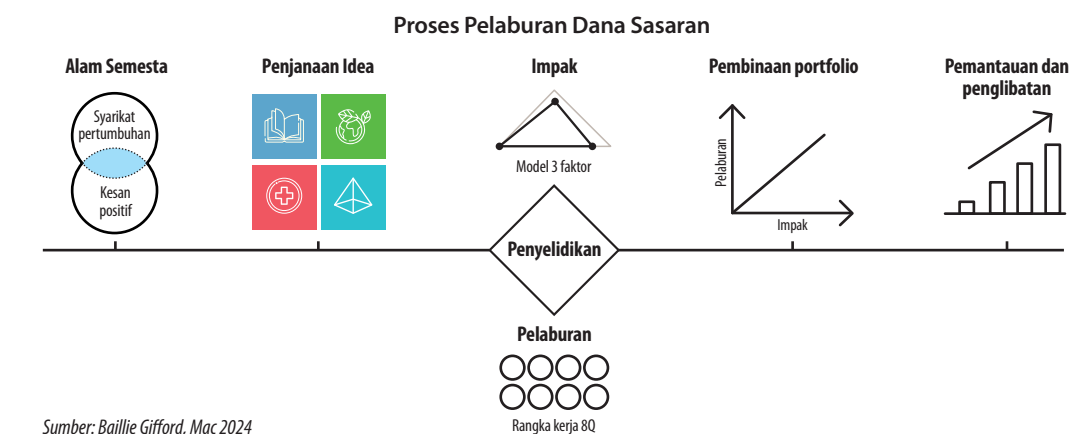 Proses Pelaburan Dana Sasaran
Alam Semesta
Syarikat
pertumbuhan
Kesan
positif
Penjanaan Idea
Impak
Model 3 faktor
Penyelidikan
Pelaburan
Rangka kerja 8Q
Pembinaan portfolio
Pelaburan
Impak
Pemantauan dan
penglibatan
Sumber: Baillie Gifford, Mac 2024